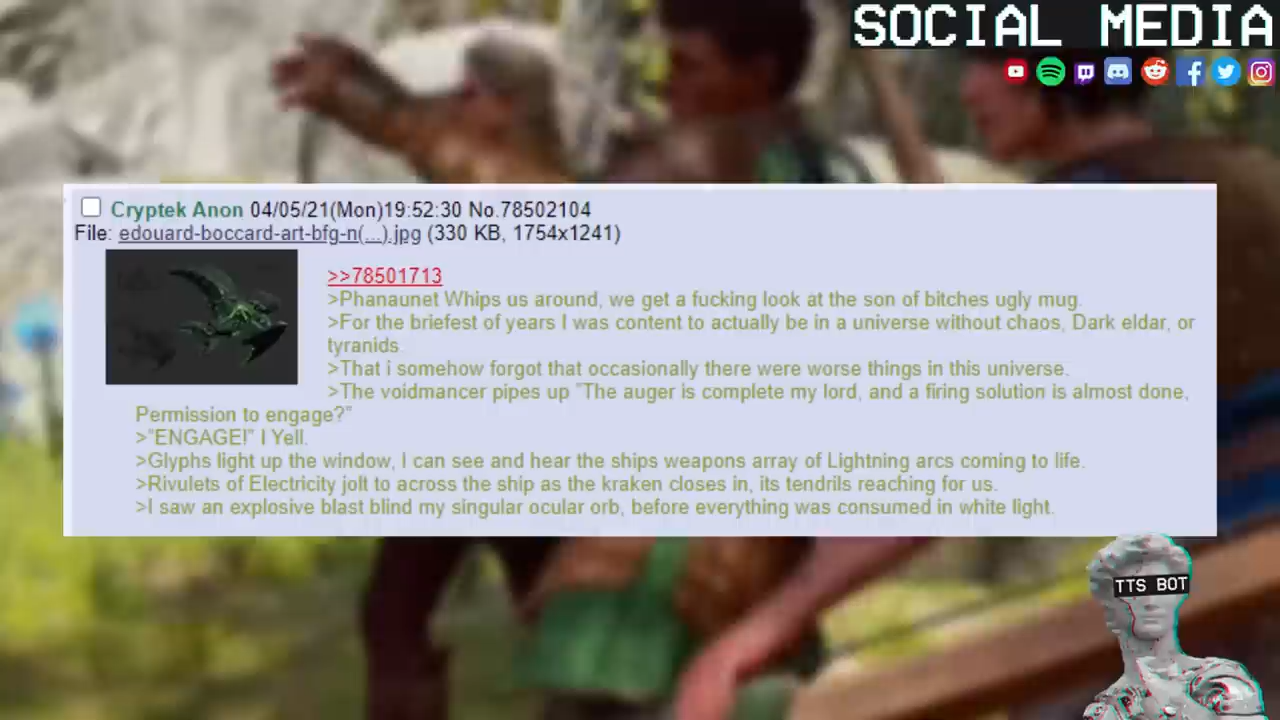 SOCIAL MEDIA
Cryptek Anon 04/05/21(Mon)19:52:30 No.78502104
File: edouard-boccard-art-bfg-n(...).jpg (330 KB, 1754x1241)
>>78501713
>Phanaunet Whips us around, we get a fucking look at the son of bitches ugly mug.
>For the briefest of years I was content to actually be in a universe without chaos, Dark eldar, or
tyranids
>That i somehow forgot that occasionally there were worse things in this universe.
>The voidmancer pipes up "The auger is complete my lord, and a firing solution is almost done,
Permission to engage?"
>"ENGAGE!" I Yell.
>Glyphs light up the window, I can see and hear the ships weapons array of Lightning arcs coming to life.
>Rivulets of Electricity jolt to across the ship as the kraken closes in, its tendrils reaching for us.
>I saw an explosive blast blind my singular ocular orb, before everything was consumed in white light.
TTS BOT